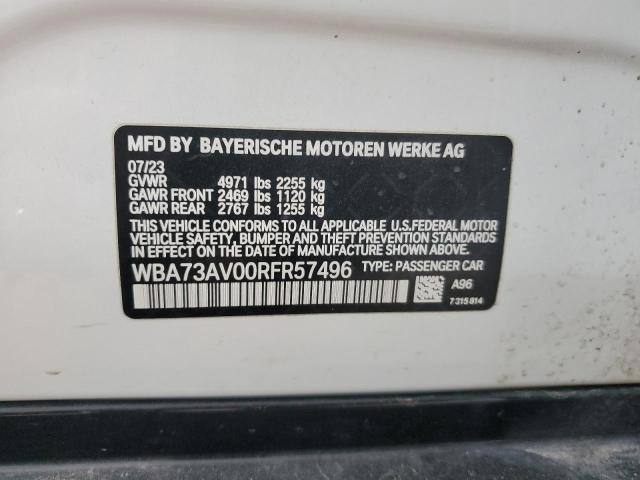 MFD BY BAYERISCHE MOTOREN WERKE AG
07/23
GVWR 4971 lbs 2255 kg
GAWR FRONT 2469 lbs 1120 kg
GAWR REAR 2767 lbs 1255 kg
THIS VEHICLE CONFORMS TO ALL APPLICABLE U.S.FEDERAL MOTOR
VEHICLE SAFETY, BUMPER AND THEFT PREVENTION STANDARDS
IN EFFECT ON THE DATE OF MANUFACTURE SHOWN ABOVE.
WBA73AV00RFR57496 TYPE: PASSENGER CAR
A96
7 315 814